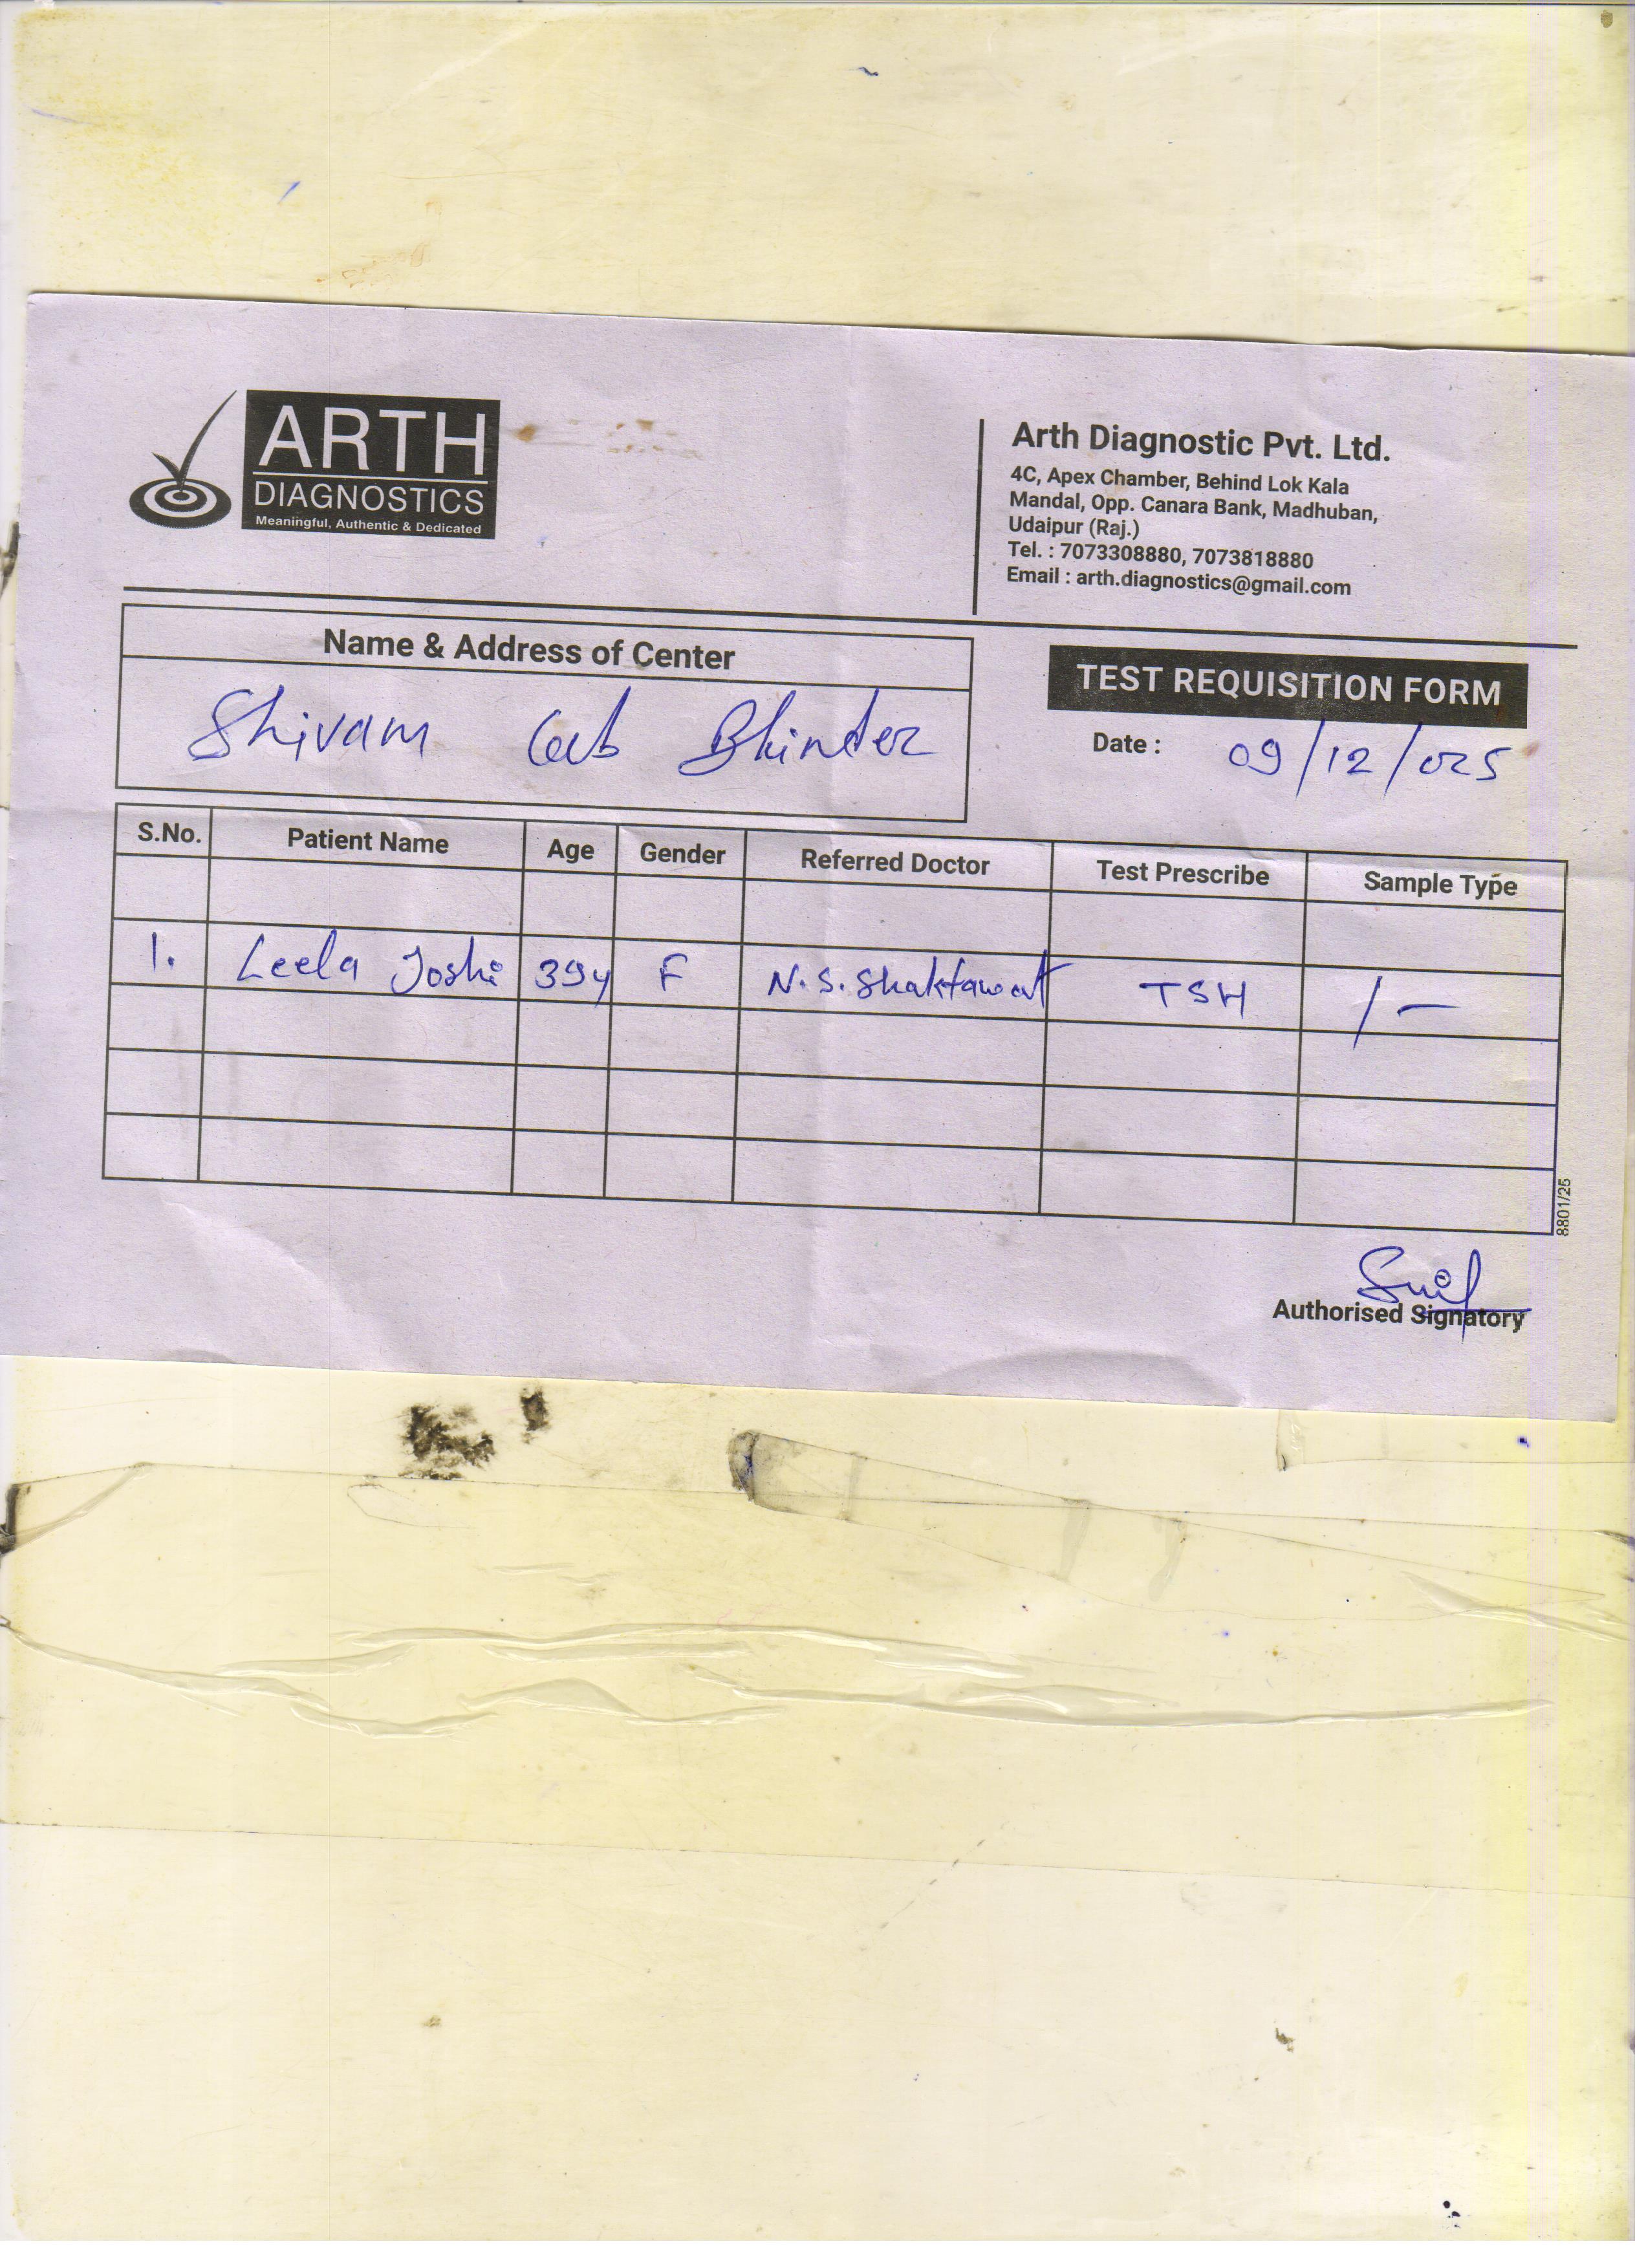 ARTH
DIAGNOSTICS
Meaningful, Authentic & Dedicated
Arth Diagnostic Pvt. Ltd.
4C, Apex Chamber, Behind Lok Kala
Mandal, Opp. Canara Bank, Madhuban,
Udaipur (Raj.)
Tel. : 7073308880, 7073818880
Email : arth.diagnostics@gmail.com
Name & Address of Center
Shivam Lab Bhinder
TEST REQUISITION FORM
Date : 09/12/025
S.No. Patient Name Age Gender Referred Doctor Test Prescribe Sample Type
1. Leela Joshi 39y F N.S. Shaktawat TSH / —
8801/25
Authorised Signatory